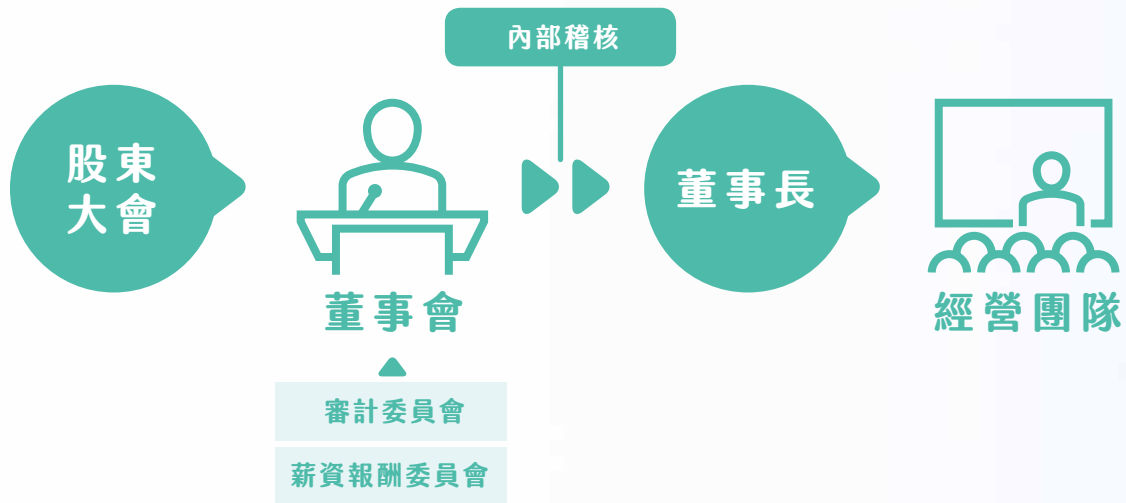 內部稽核
股東
大會
董事會
審計委員會
薪資報酬委員會
董事長
經營團隊